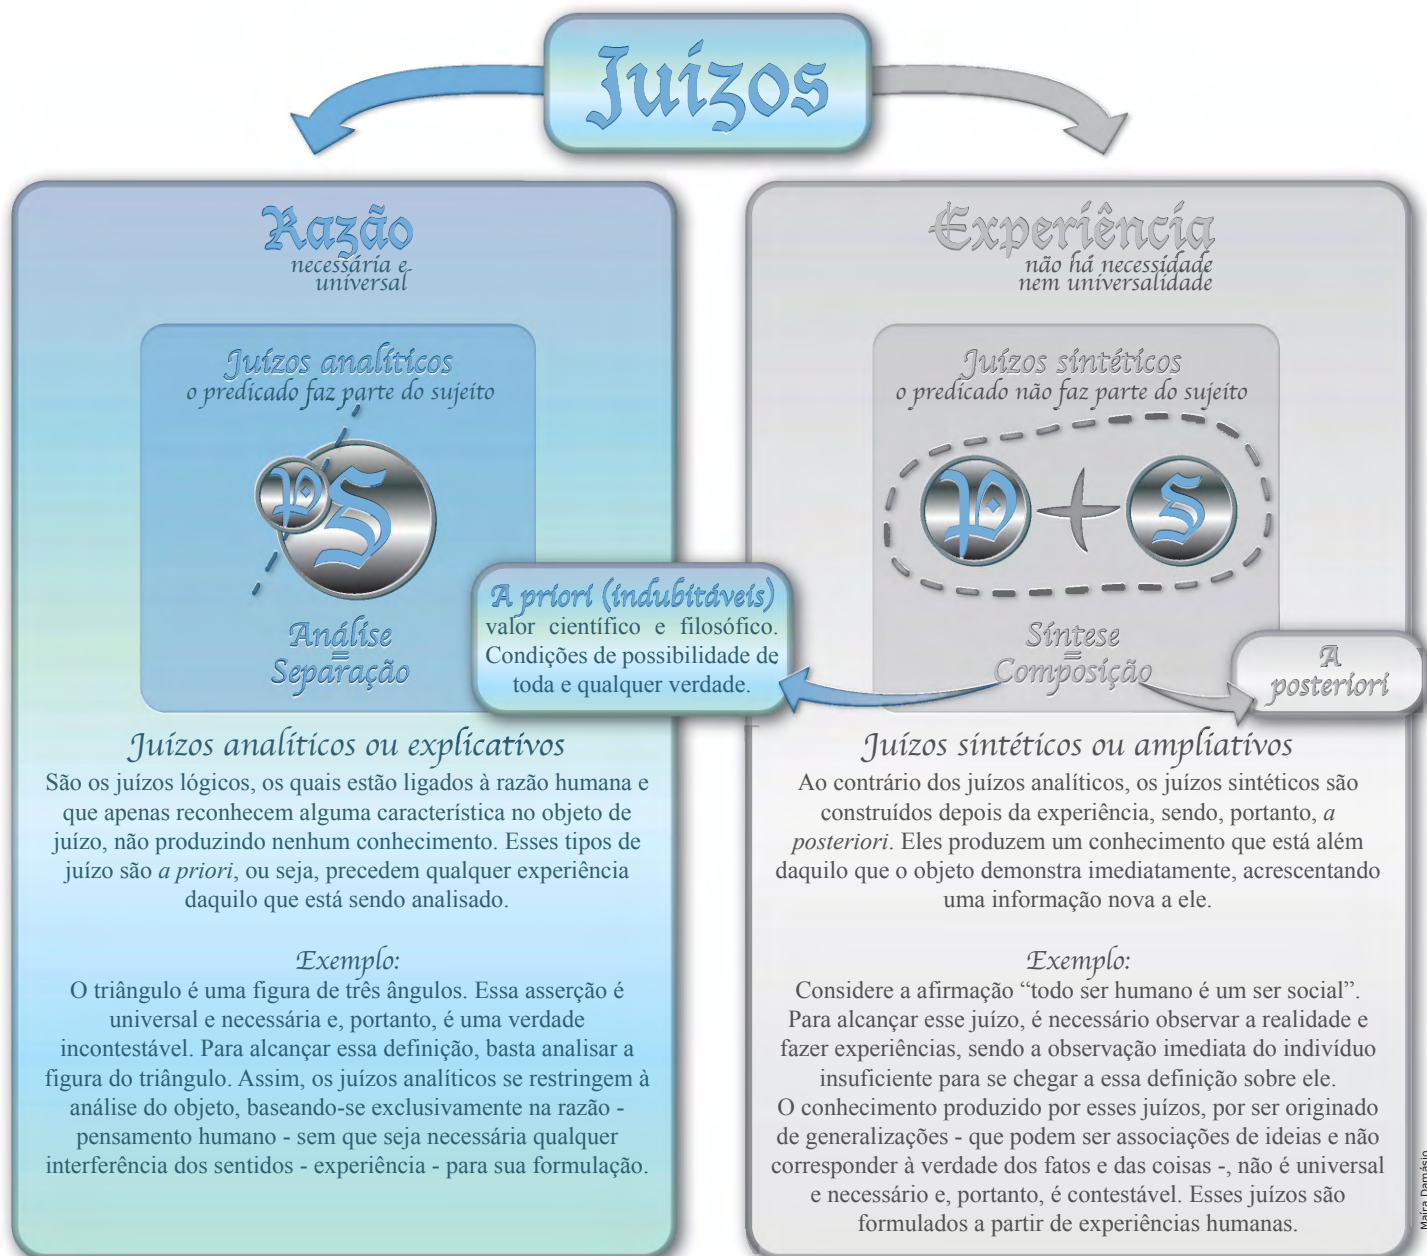 Juízos
Razão
necessária e
universal
Juízos analíticos
o predicado faz parte do sujeito
P S
Análise
=
Separação
A priori (indubitáveis)
valor científico e filosófico.
Condições de possibilidade de
toda e qualquer verdade.
Juízos analíticos ou explicativos
São os juízos lógicos, os quais estão ligados à razão humana e
que apenas reconhecem alguma característica no objeto de
juízo, não produzindo nenhum conhecimento. Esses tipos de
juízo são a priori, ou seja, precedem qualquer experiência
daquilo que está sendo analisado.
Exemplo:
O triângulo é uma figura de três ângulos. Essa asserção é
universal e necessária e, portanto, é uma verdade
incontestável. Para alcançar essa definição, basta analisar a
figura do triângulo. Assim, os juízos analíticos se restringem à
análise do objeto, baseando-se exclusivamente na razão -
pensamento humano - sem que seja necessária qualquer
interferência dos sentidos - experiência - para sua formulação.
Experiência
não há necessidade
nem universalidade
Juízos sintéticos
o predicado não faz parte do sujeito
P + S
Síntese
=
Composição
A
posteriori
Juízos sintéticos ou ampliativos
Ao contrário dos juízos analíticos, os juízos sintéticos são
construídos depois da experiência, sendo, portanto, a
posteriori. Eles produzem um conhecimento que está além
daquilo que o objeto demonstra imediatamente, acrescentando
uma informação nova a ele.
Exemplo:
Considere a afirmação “todo ser humano é um ser social”.
Para alcançar esse juízo, é necessário observar a realidade e
fazer experiências, sendo a observação imediata do indivíduo
insuficiente para se chegar a essa definição sobre ele.
O conhecimento produzido por esses juízos, por ser originado
de generalizações - que podem ser associações de ideias e não
corresponder à verdade dos fatos e das coisas -, não é universal
e necessário e, portanto, é contestável. Esses juízos são
formulados a partir de experiências humanas.
Maíra Damásio